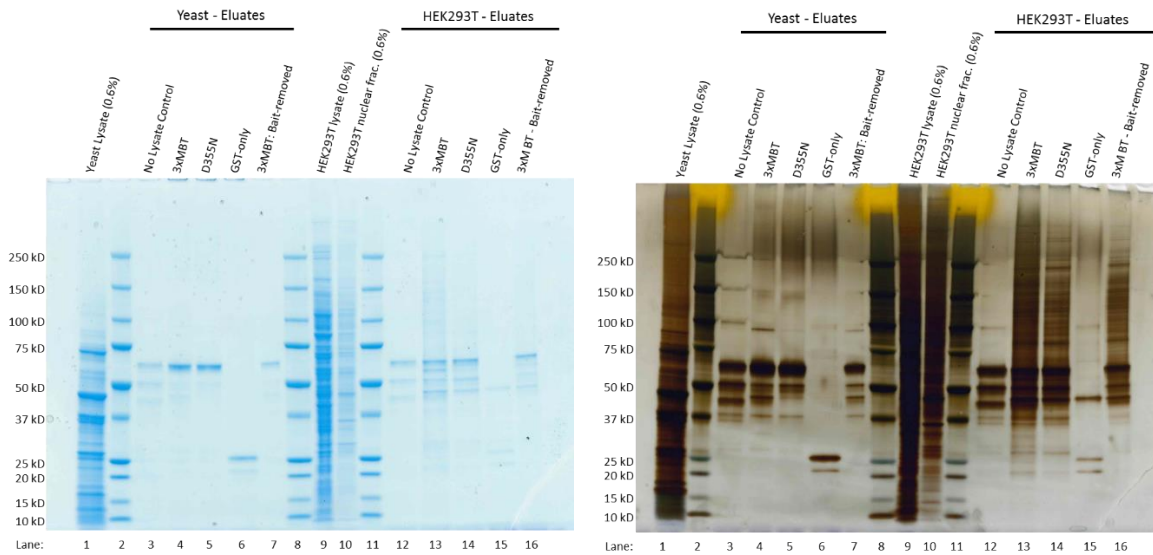 Yeast - Eluates
HEK293T - Eluates
Yeast Lysate (0.6%)
No Lysate Control
3xMBT
D355N
GST-only
3xMBT: Bait-removed
HEK293T lysate (0.6%)
HEK293T nuclear frac. (0.6%)
No Lysate Control
3xMBT
D355N
GST-only
3xM BT - Bait-removed
250 kD
150 kD
100 kD
75 kD
50 kD
37 kD
25 kD
20 kD
15 kD
10 kD
Lane: 1 2 3 4 5 6 7 8 9 10 11 12 13 14 15 16
Yeast - Eluates
HEK293T - Eluates
Yeast Lysate (0.6%)
No Lysate Control
3xMBT
D355N
GST-only
3xMBT: Bait-removed
HEK293T lysate (0.6%)
HEK293T nuclear frac. (0.6%)
No Lysate Control
3xMBT
D355N
GST-only
3xM BT - Bait-removed
250 kD
150 kD
100 kD
75 kD
50 kD
37 kD
25 kD
20 kD
15 kD
10 kD
Lane: 1 2 3 4 5 6 7 8 9 10 11 12 13 14 15 16